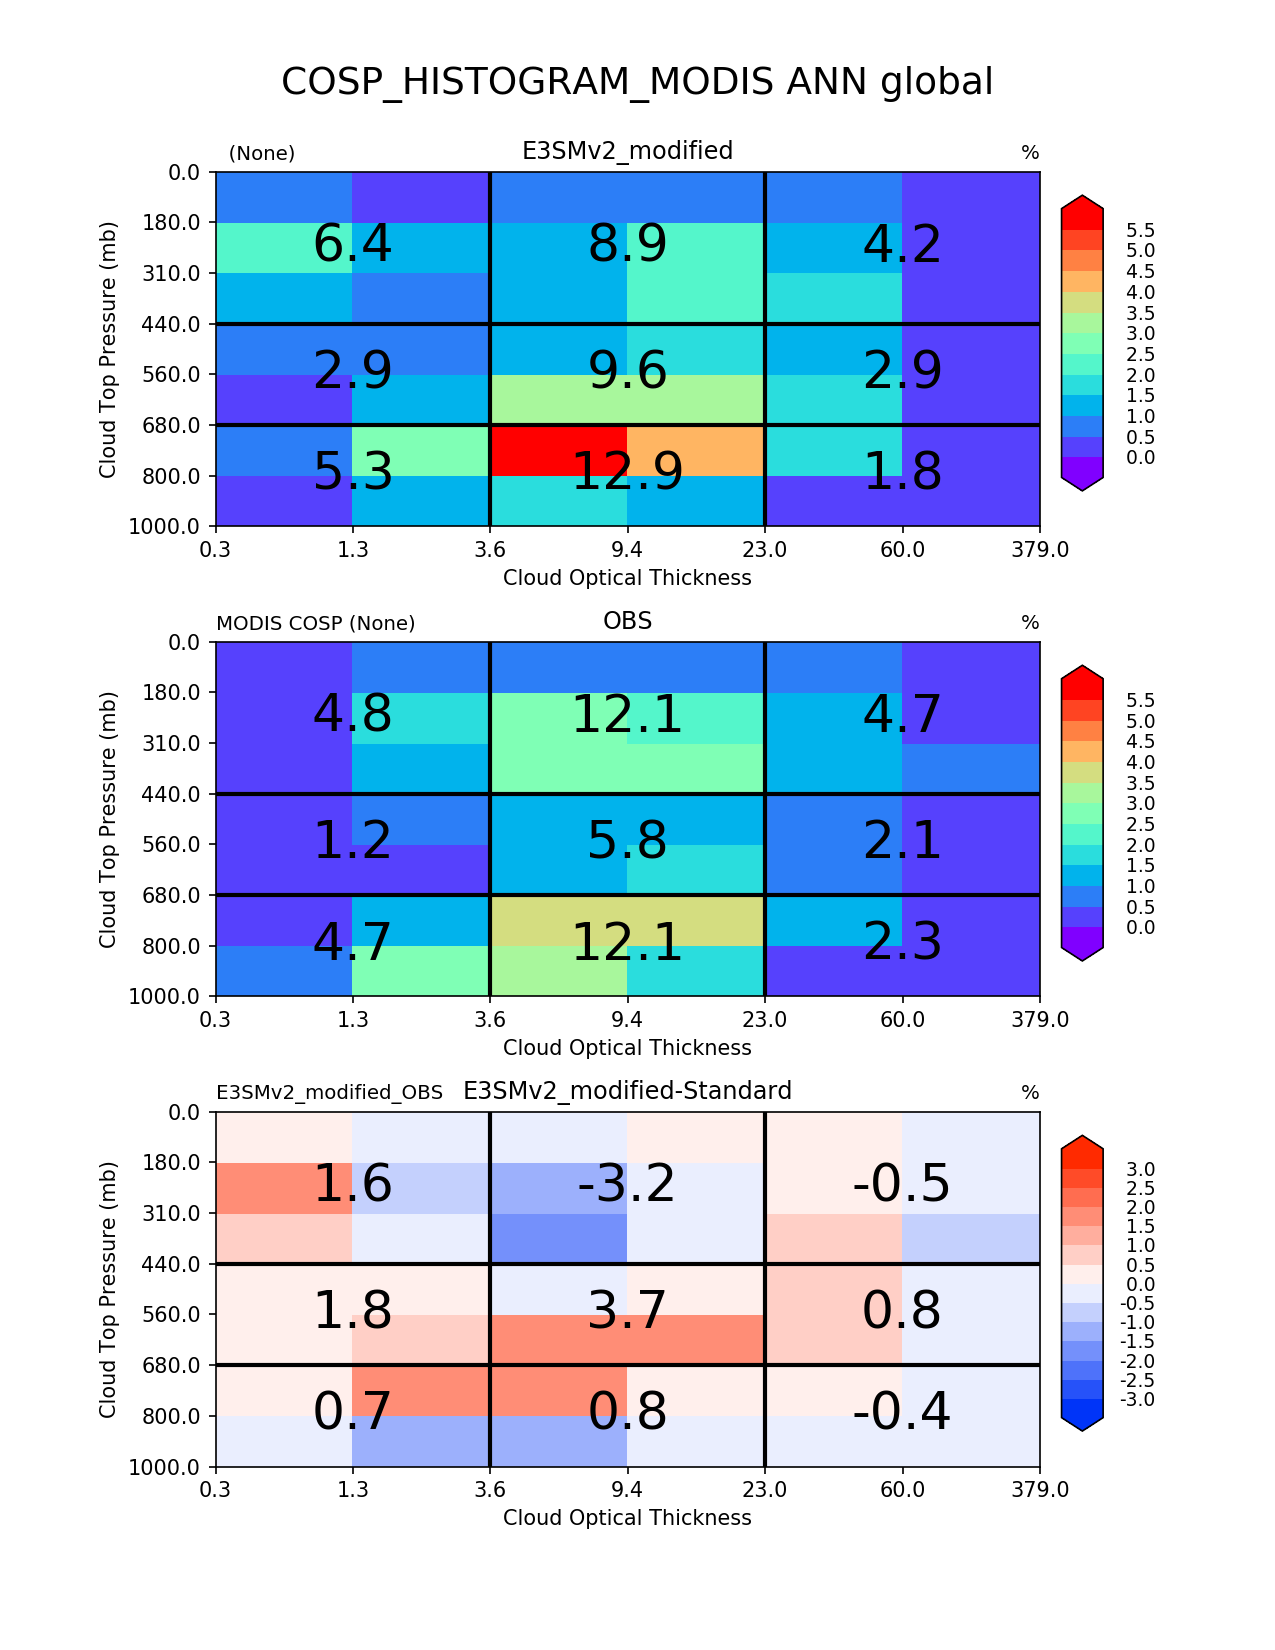 COSP_HISTOGRAM_MODIS ANN global
(None) E3SMv2_modified %
0.0
180.0
310.0
440.0
560.0
680.0
800.0
1000.0
Cloud Top Pressure (mb)
6.4 8.9 4.2
2.9 9.6 2.9
5.3 12.9 1.8
0.3 1.3 3.6 9.4 23.0 60.0 379.0
Cloud Optical Thickness
5.5
5.0
4.5
4.0
3.5
3.0
2.5
2.0
1.5
1.0
0.5
0.0
MODIS COSP (None) OBS %
0.0
180.0
310.0
440.0
560.0
680.0
800.0
1000.0
Cloud Top Pressure (mb)
4.8 12.1 4.7
1.2 5.8 2.1
4.7 12.1 2.3
0.3 1.3 3.6 9.4 23.0 60.0 379.0
Cloud Optical Thickness
5.5
5.0
4.5
4.0
3.5
3.0
2.5
2.0
1.5
1.0
0.5
0.0
E3SMv2_modified_OBS E3SMv2_modified-Standard %
0.0
180.0
310.0
440.0
560.0
680.0
800.0
1000.0
Cloud Top Pressure (mb)
1.6 -3.2 -0.5
1.8 3.7 0.8
0.7 0.8 -0.4
0.3 1.3 3.6 9.4 23.0 60.0 379.0
Cloud Optical Thickness
3.0
2.5
2.0
1.5
1.0
0.5
0.0
-0.5
-1.0
-1.5
-2.0
-2.5
-3.0